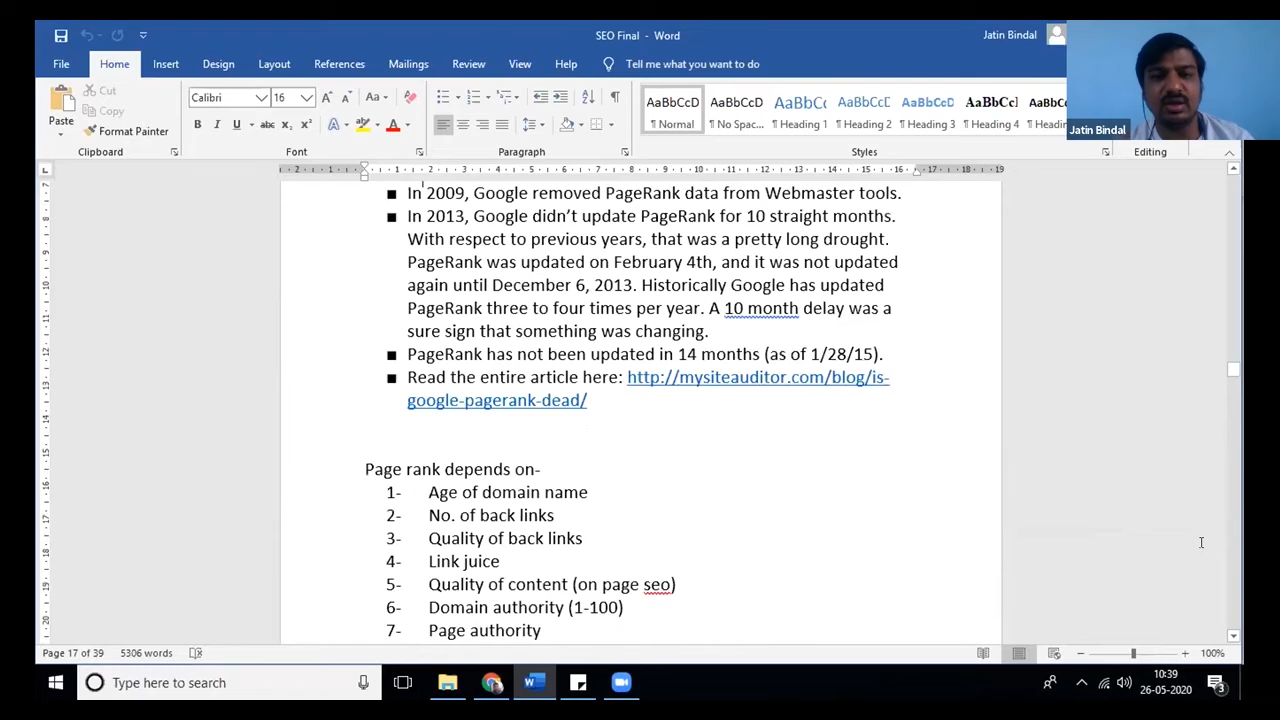 SEO Final - Word
Jatin Bindal
File Home Insert Design Layout References Mailings Review View Help Tell me what you want to do
Jatin Bindal
Paste
Cut
Copy
Format Painter
Calibri 16
AaBbCcD AaBbCcD AaBbC( AaBbCcD AaBbCcD AaBbCcI AaBbCc
¶ Normal ¶ No Spac... ¶ Heading 1 ¶ Heading 2 ¶ Heading 3 ¶ Heading 4
Clipboard Font Paragraph Styles Editing
■ In 2009, Google removed PageRank data from Webmaster tools.
■ In 2013, Google didn’t update PageRank for 10 straight months.
With respect to previous years, that was a pretty long drought.
PageRank was updated on February 4th, and it was not updated
again until December 6, 2013. Historically Google has updated
PageRank three to four times per year. A 10 month delay was a
sure sign that something was changing.
■ PageRank has not been updated in 14 months (as of 1/28/15).
■ Read the entire article here: http://mysiteauditor.com/blog/is-
google-pagerank-dead/
Page rank depends on-
1- Age of domain name
2- No. of back links
3- Quality of back links
4- Link juice
5- Quality of content (on page seo)
6- Domain authority (1-100)
7- Page authority
Page 17 of 39 5306 words 100%
Type here to search
10:39
26-05-2020
3